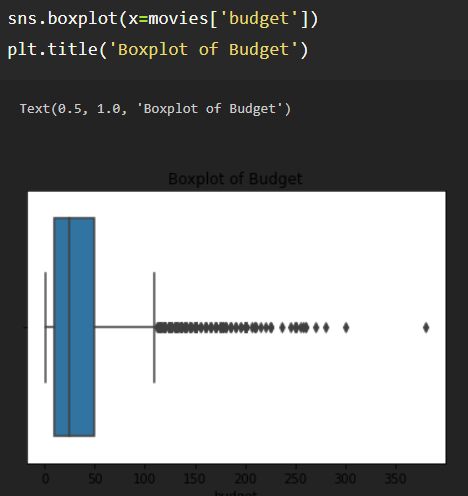 sns.boxplot(x=movies['budget'])
plt.title('Boxplot of Budget')
Text(0.5, 1.0, 'Boxplot of Budget')
Boxplot of Budget
0 50 100 150 200 250 300 350
budget